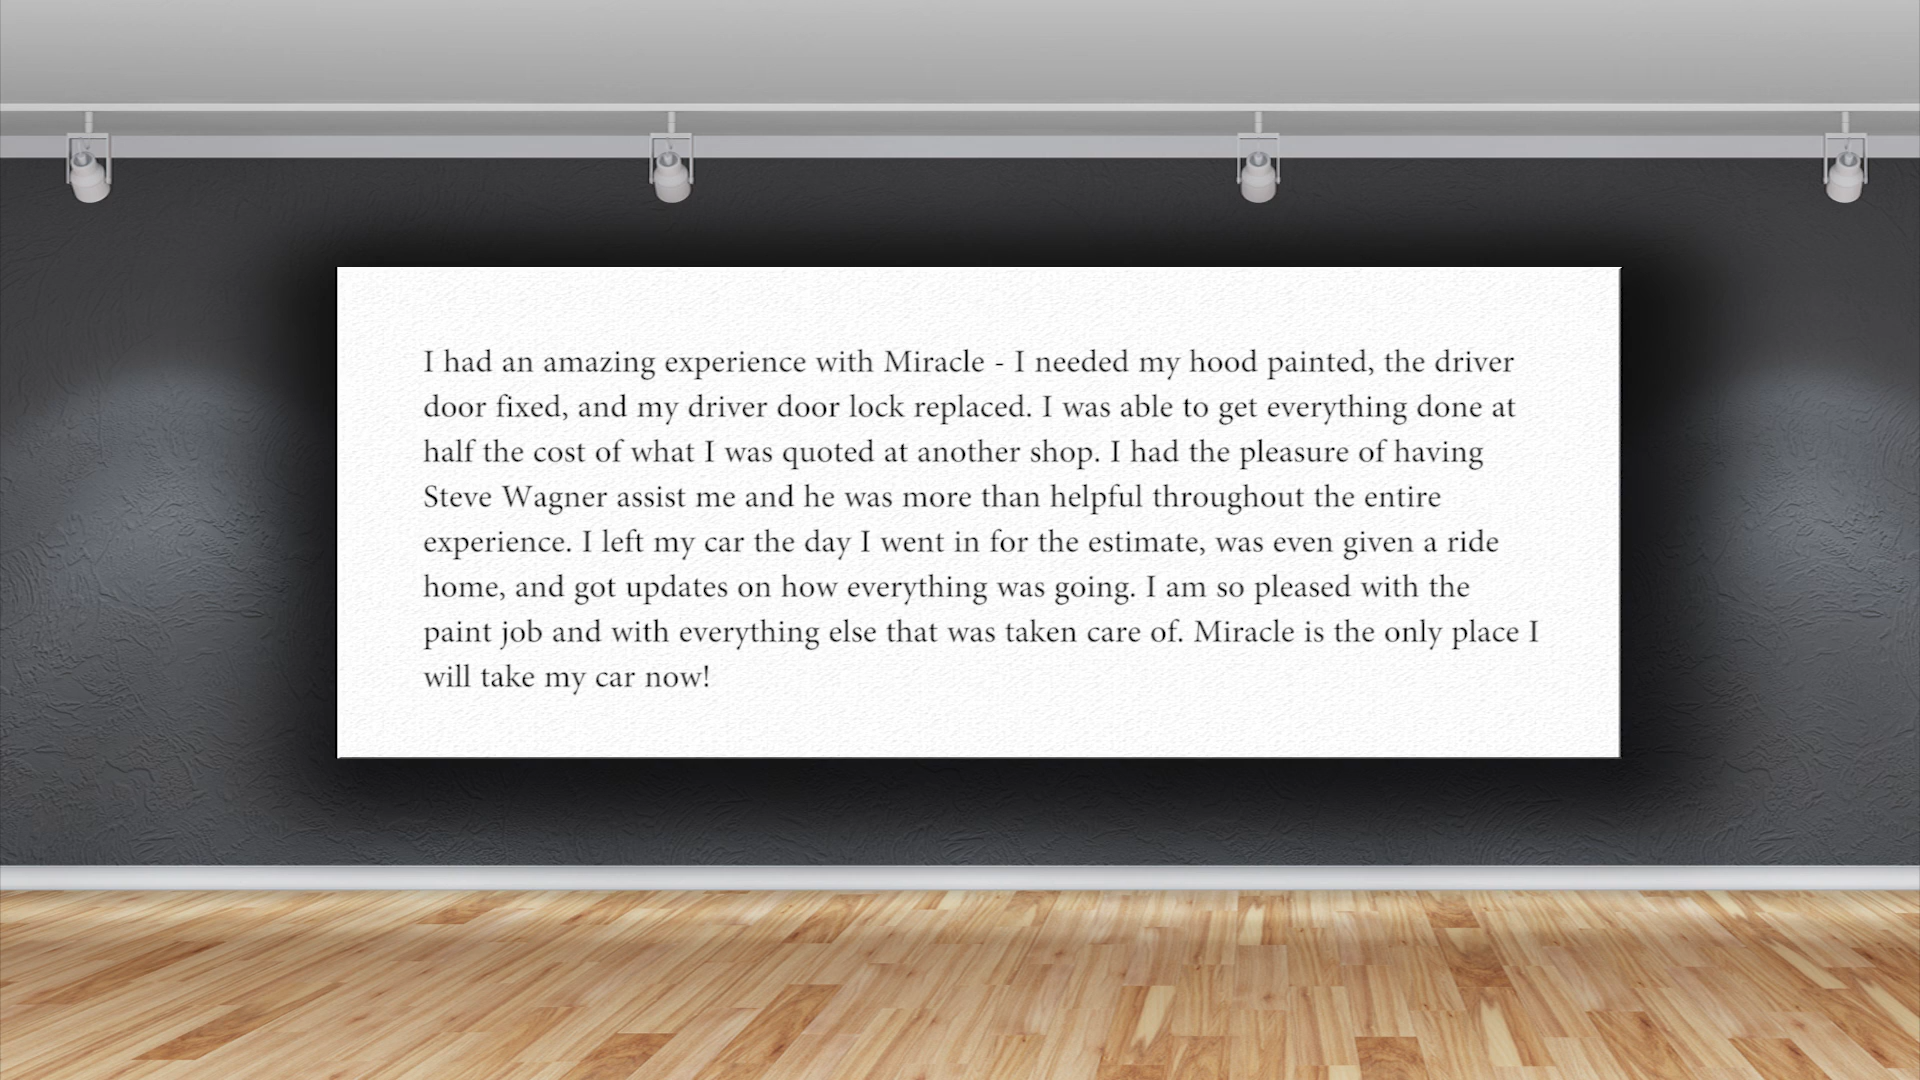 I had an amazing experience with Miracle - I needed my hood painted, the driver
door fixed, and my driver door lock replaced. I was able to get everything done at
half the cost of what I was quoted at another shop. I had the pleasure of having
Steve Wagner assist me and he was more than helpful throughout the entire
experience. I left my car the day I went in for the estimate, was even given a ride
home, and got updates on how everything was going. I am so pleased with the
paint job and with everything else that was taken care of. Miracle is the only place I
will take my car now!